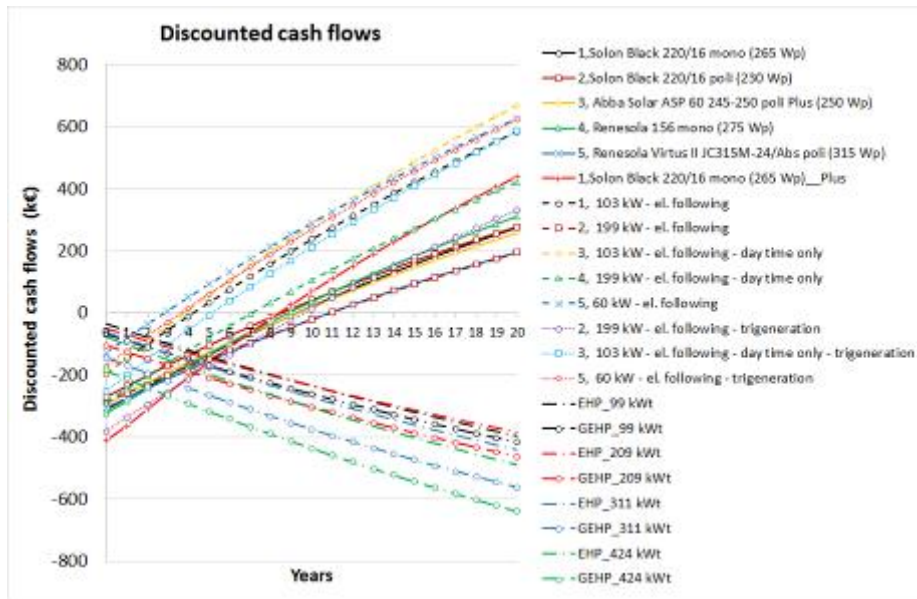 Discounted cash flows
800
600
400
200
0
-200
-400
-600
-800
Discounted cash flows (k€)
0 1 4 5 6 7 8 9 10 11 12 13 14 15 16 17 18 19 20
Years
1,Solon Black 220/16 mono (265 Wp)
2,Solon Black 220/16 poli (230 Wp)
3, Abba Solar ASP 60 245-250 poli Plus (250 Wp)
4, Renesola 156 mono (275 Wp)
5, Renesola Virtus II JC315M-24/Abs poli (315 Wp)
1,Solon Black 220/16 mono (265 Wp)__Plus
1, 103 kW - el. following
2, 199 kW - el. following
3, 103 kW - el. following - day time only
4, 199 kW - el. following - day time only
5, 60 kW - el. following
2, 199 kW - el. following - trigeneration
3, 103 kW - el. following - day time only - trigeneration
5, 60 kW - el. following - trigeneration
EHP_99 kWt
GEHP_99 kWt
EHP_209 kWt
GEHP_209 kWt
EHP_311 kWt
GEHP_311 kWt
EHP_424 kWt
GEHP_424 kWt